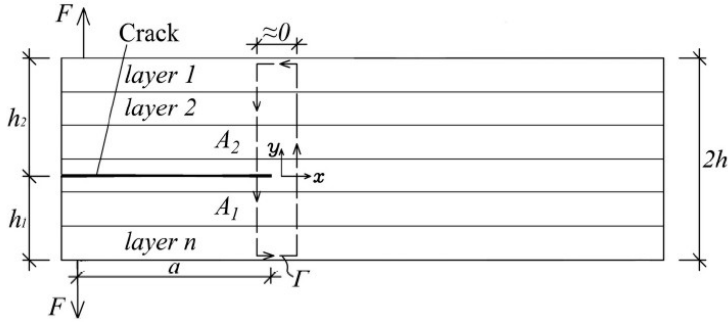 F
≈0
Crack
layer 1
layer 2
h₂
A₂
y
2h
x
h₁
A₁
layer n
a
Γ
F